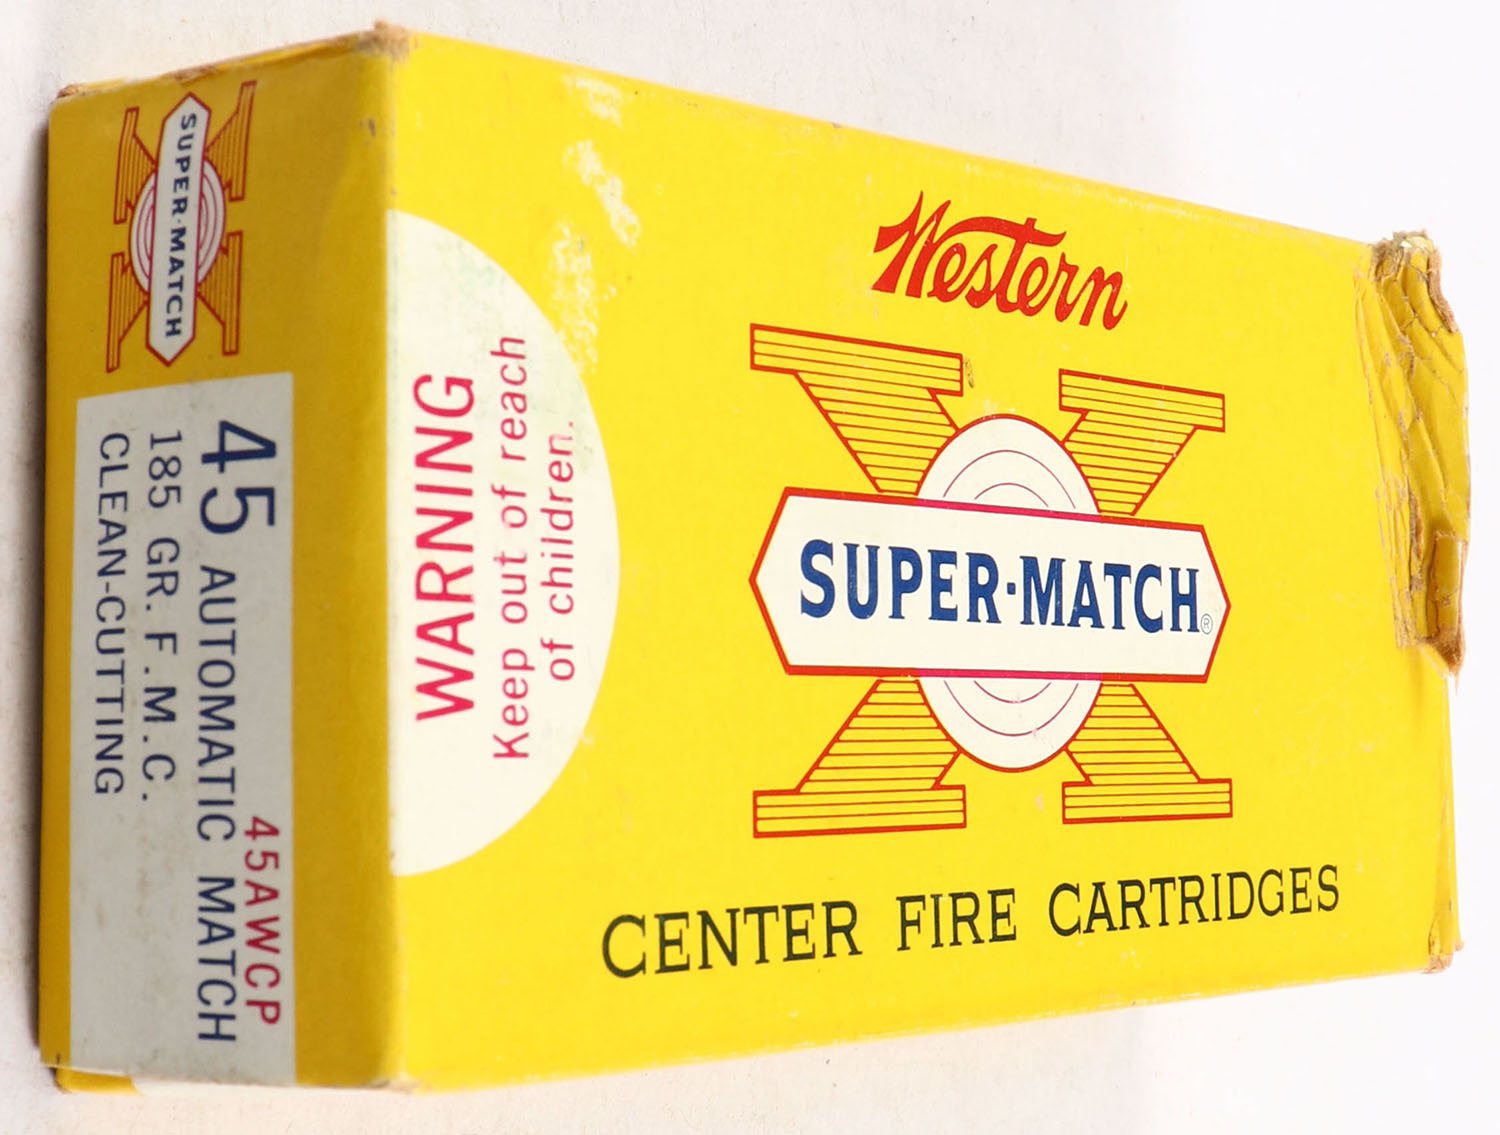 SUPER·MATCH
45 AUTOMATIC MATCH
45AWCP
185 GR. F.M.C.
CLEAN-CUTTING
WARNING
Keep out of reach
of children.
Western
X
SUPER·MATCH®
CENTER FIRE CARTRIDGES